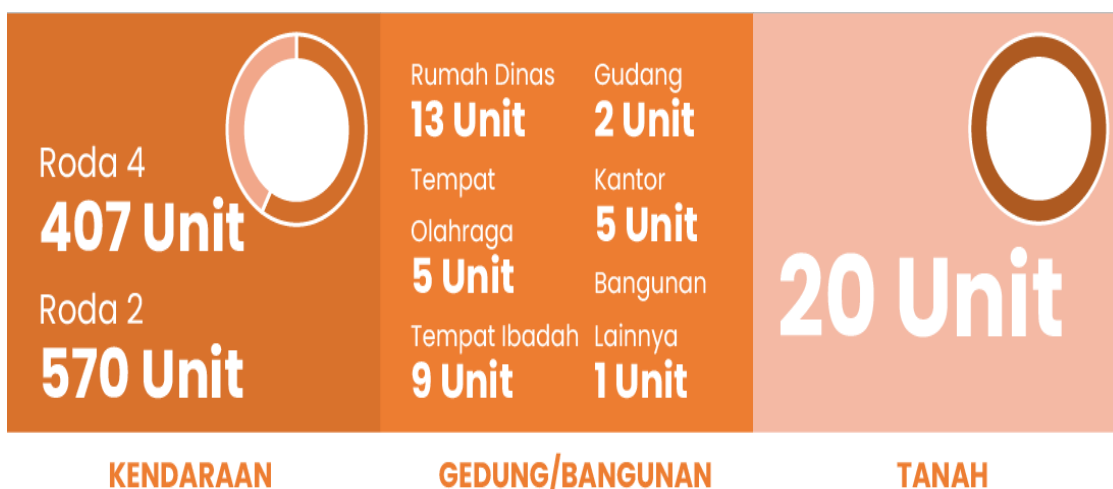 Roda 4
407 Unit
Roda 2
570 Unit
KENDARAAN
Rumah Dinas
13 Unit
Tempat
Olahraga
5 Unit
Tempat Ibadah
9 Unit
Gudang
2 Unit
Kantor
5 Unit
Bangunan
Lainnya
1 Unit
GEDUNG/BANGUNAN
20 Unit
TANAH